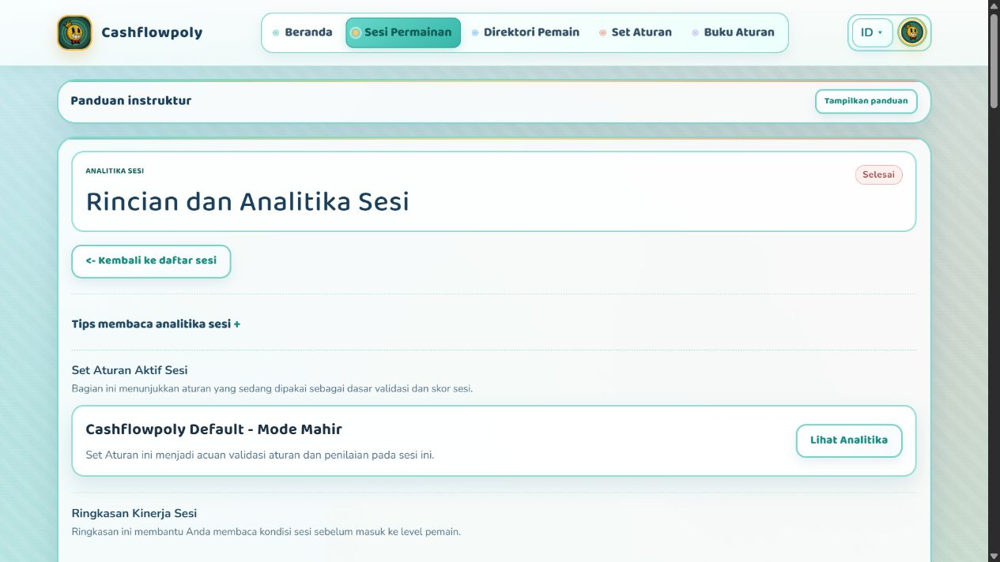 Cashflowpoly
Beranda
Sesi Permainan
Direktori Pemain
Set Aturan
Buku Aturan
ID
Panduan instruktur
Tampilkan panduan
ANALITIKA SESI
Selesai
Rincian dan Analitika Sesi
<- Kembali ke daftar sesi
Tips membaca analitika sesi +
Set Aturan Aktif Sesi
Bagian ini menunjukkan aturan yang sedang dipakai sebagai dasar validasi dan skor sesi.
Cashflowpoly Default - Mode Mahir
Set Aturan ini menjadi acuan validasi aturan dan penilaian pada sesi ini.
Lihat Analitika
Ringkasan Kinerja Sesi
Ringkasan ini membantu Anda membaca kondisi sesi sebelum masuk ke level pemain.